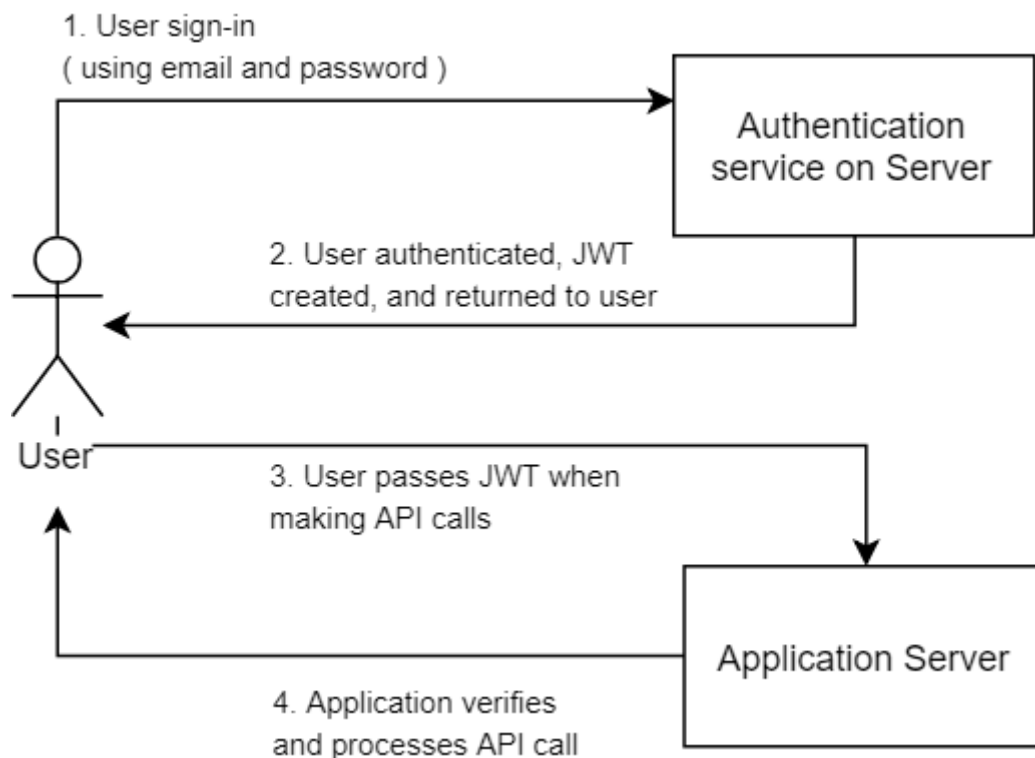 1. User sign-in
( using email and password )
Authentication
service on Server
2. User authenticated, JWT
created, and returned to user
User
3. User passes JWT when
making API calls
Application Server
4. Application verifies
and processes API call